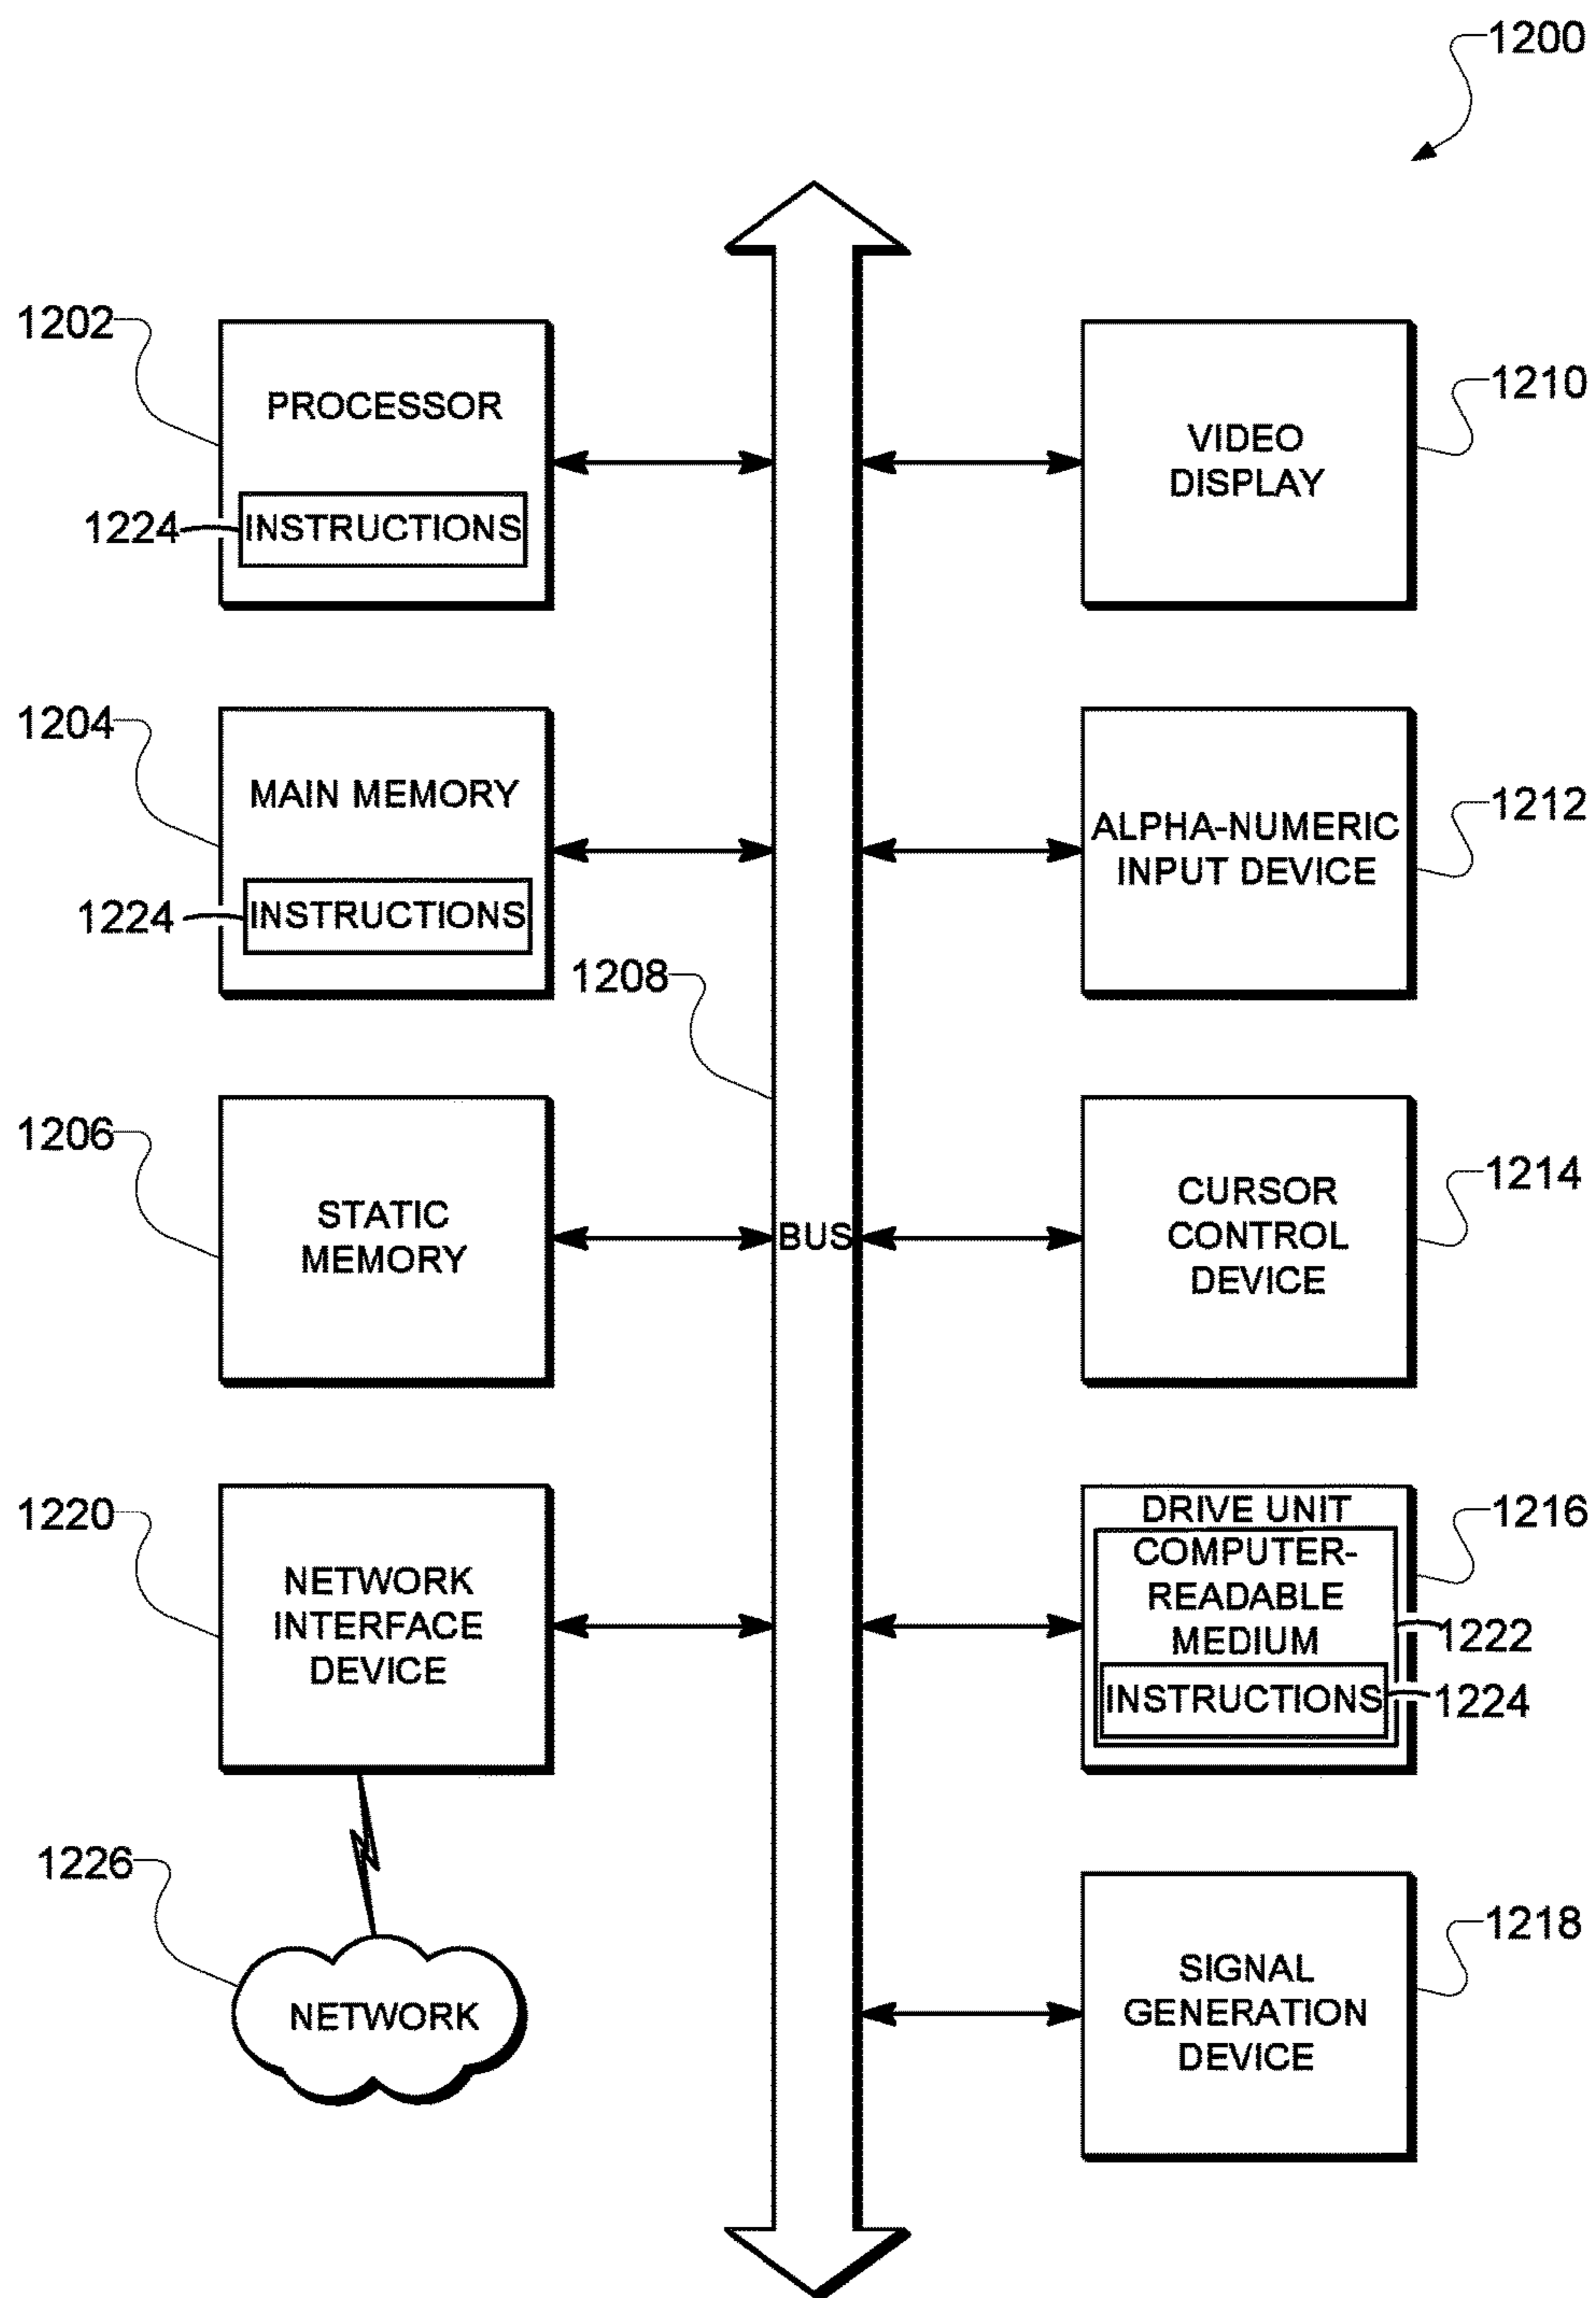 1200
1202
PROCESSOR
1224
INSTRUCTIONS
1210
VIDEO
DISPLAY
1204
MAIN MEMORY
1224
INSTRUCTIONS
1212
ALPHA-NUMERIC
INPUT DEVICE
1208
1206
STATIC
MEMORY
BUS
1214
CURSOR
CONTROL
DEVICE
1220
NETWORK
INTERFACE
DEVICE
1216
DRIVE UNIT
COMPUTER-
READABLE
MEDIUM
1222
INSTRUCTIONS
1224
1226
NETWORK
1218
SIGNAL
GENERATION
DEVICE